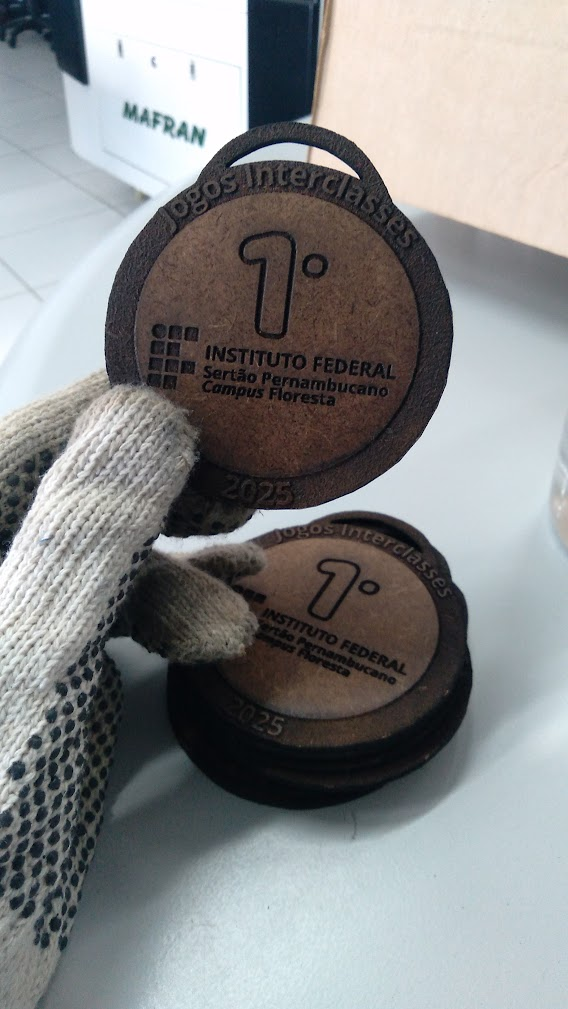 MAFRAN
Jogos Interclasses
1°
INSTITUTO FEDERAL
Sertão Pernambucano
Campus Floresta
2025
Jogos Interclasses
1°
INSTITUTO FEDERAL
Sertão Pernambucano
Campus Floresta
2025